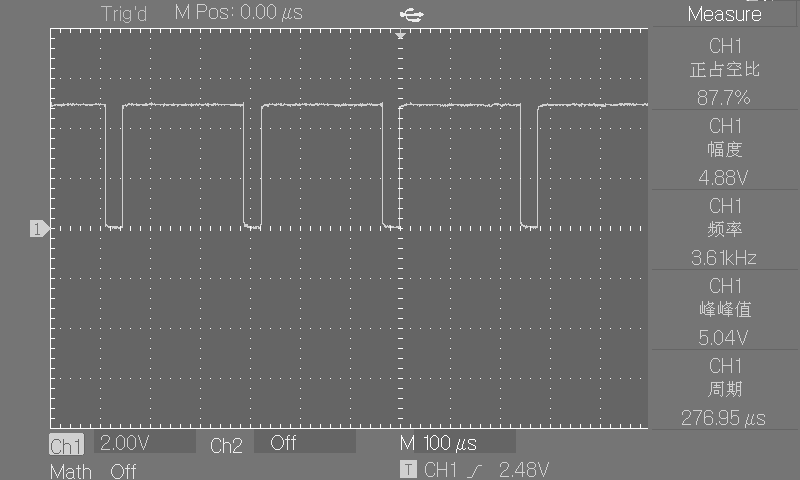 Trig'd M Pos: 0.00 μs
Measure
CH1
正占空比
87.7%
CH1
幅度
4.88V
CH1
频率
3.61kHz
CH1
峰峰值
5.04V
CH1
周期
276.95 μs
1
Ch1 2.00V Ch2 Off M 100 μs
Math Off T CH1 2.48V